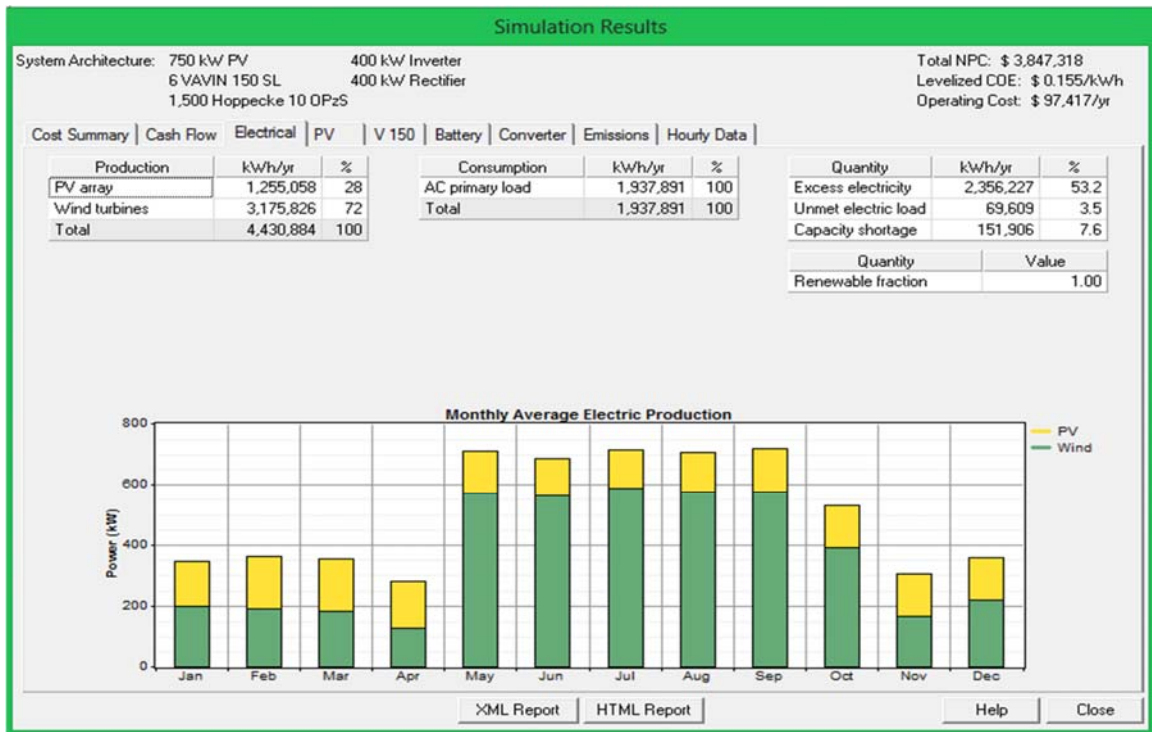 Simulation Results
System Architecture: 750 kW PV 400 kW Inverter Total NPC: $ 3,847,318
6 VAVIN 150 SL 400 kW Rectifier Levelized COE: $ 0.155/kWh
1,500 Hoppecke 10 OPzS Operating Cost: $ 97,417/yr
Cost Summary Cash Flow Electrical PV V 150 Battery Converter Emissions Hourly Data
Production kWh/yr % Consumption kWh/yr % Quantity kWh/yr %
PV array 1,255,058 28 AC primary load 1,937,891 100 Excess electricity 2,356,227 53.2
Wind turbines 3,175,826 72 Total 1,937,891 100 Unmet electric load 69,609 3.5
Total 4,430,884 100 Capacity shortage 151,906 7.6
Quantity Value
Renewable fraction 1.00
Monthly Average Electric Production
800
600
400
200
0
Power (kW)
PV
Wind
Jan Feb Mar Apr May Jun Jul Aug Sep Oct Nov Dec
XML Report HTML Report Help Close